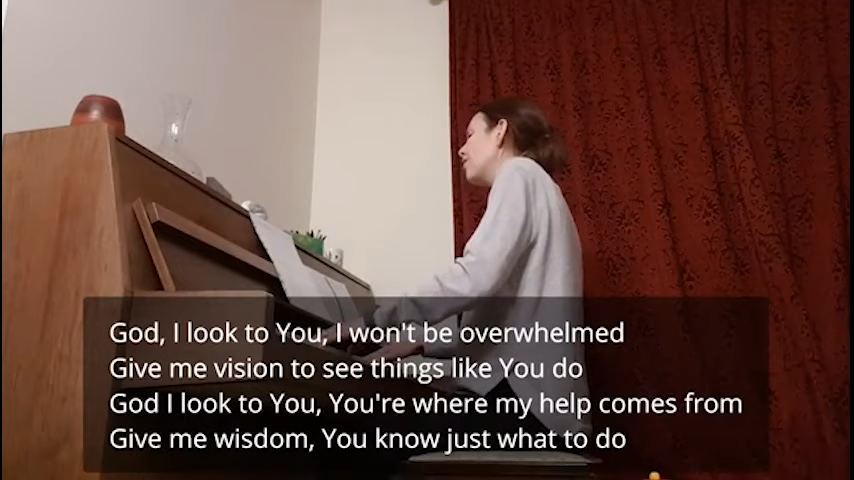 God, I look to You, I won't be overwhelmed
Give me vision to see things like You do
God I look to You, You're where my help comes from
Give me wisdom, You know just what to do